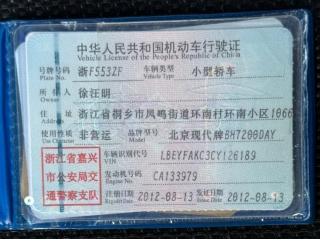 中华人民共和国机动车行驶证
Vehicle License of the People's Republic of China
号牌号码 Plate No. 浙F553ZF 车辆类型 Vehicle Type 小型轿车
所有人 Owner 徐汪明
住址 Address 浙江省桐乡市凤鸣街道环南村环南小区1066
使用性质 Use Character 非营运 品牌型号 Model 北京现代牌BH7200DAY
浙江省嘉兴
市公安局交
通警察支队
车辆识别代号 VIN LBEYFAKC3CY126189
发动机号码 Engine No. CA133979
注册日期 2012-08-13 发证日期 2012-08-13